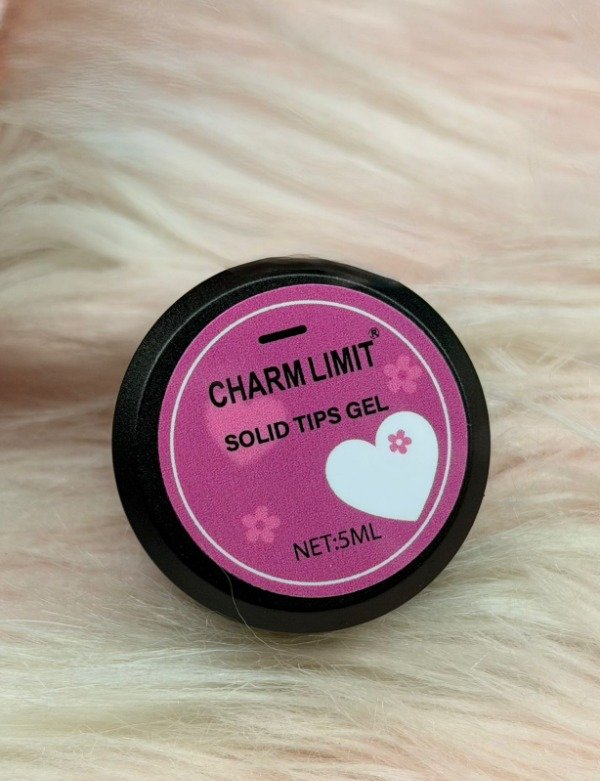 CHARM LIMIT®
SOLID TIPS GEL
NET:5ML